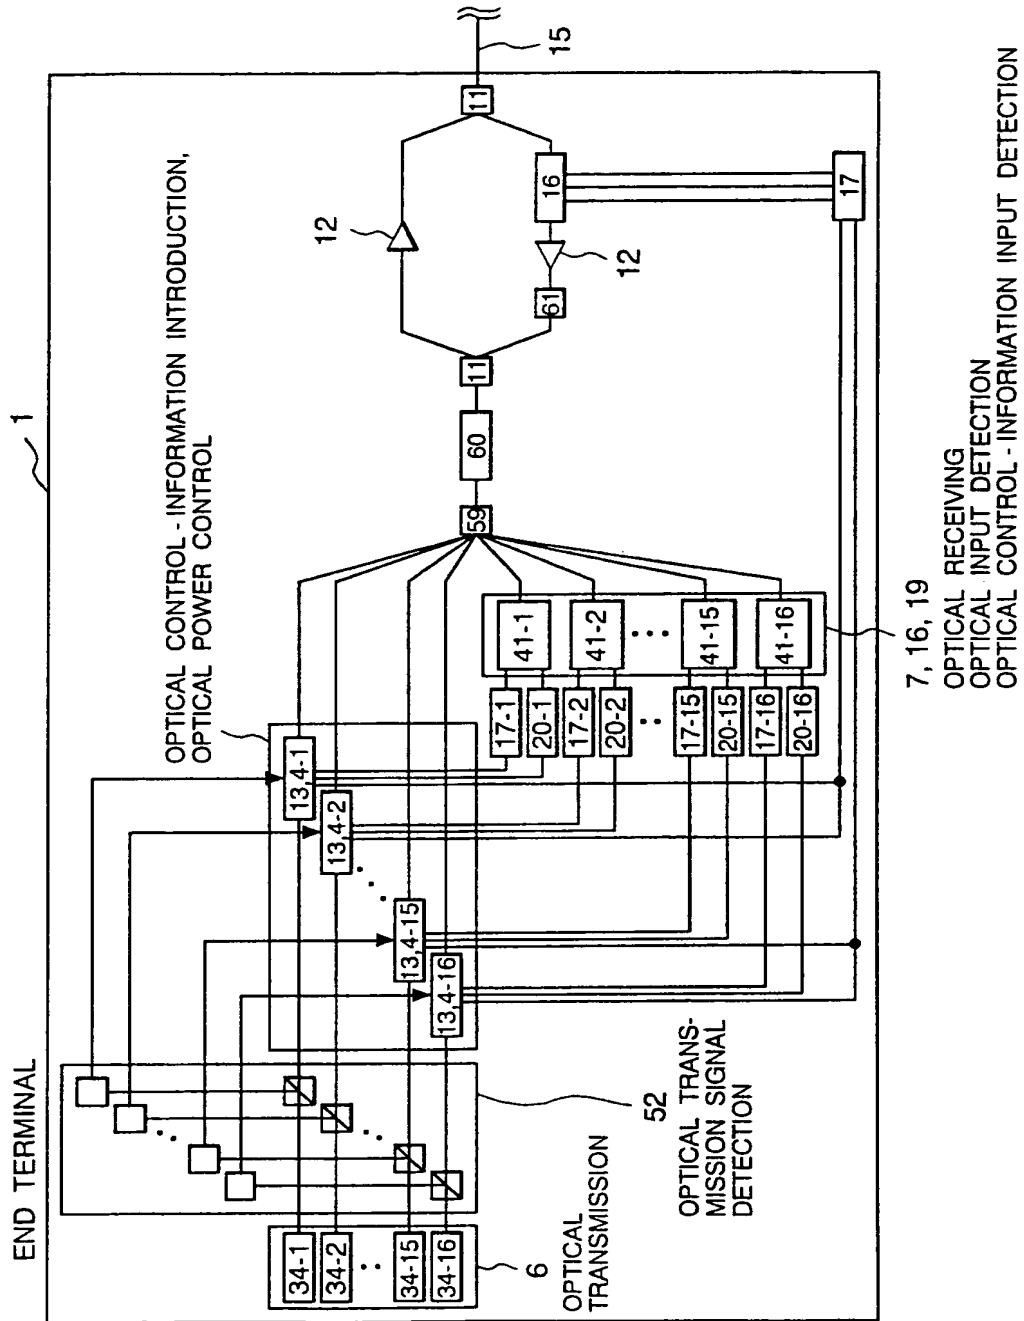 END TERMINAL
1
OPTICAL CONTROL - INFORMATION INTRODUCTION,
OPTICAL POWER CONTROL
15
11
12
16
12
61
17
11
60
59
13,4-1
13,4-2
13,4-15
13,4-16
41-1
41-2
41-15
41-16
17-1
20-1
17-2
20-2
17-15
20-15
17-16
20-16
7, 16, 19
OPTICAL RECEIVING
OPTICAL INPUT DETECTION
OPTICAL CONTROL - INFORMATION INPUT DETECTION
52
OPTICAL TRANS-
MISSION SIGNAL
DETECTION
34-1
34-2
34-15
34-16
6
OPTICAL
TRANSMISSION